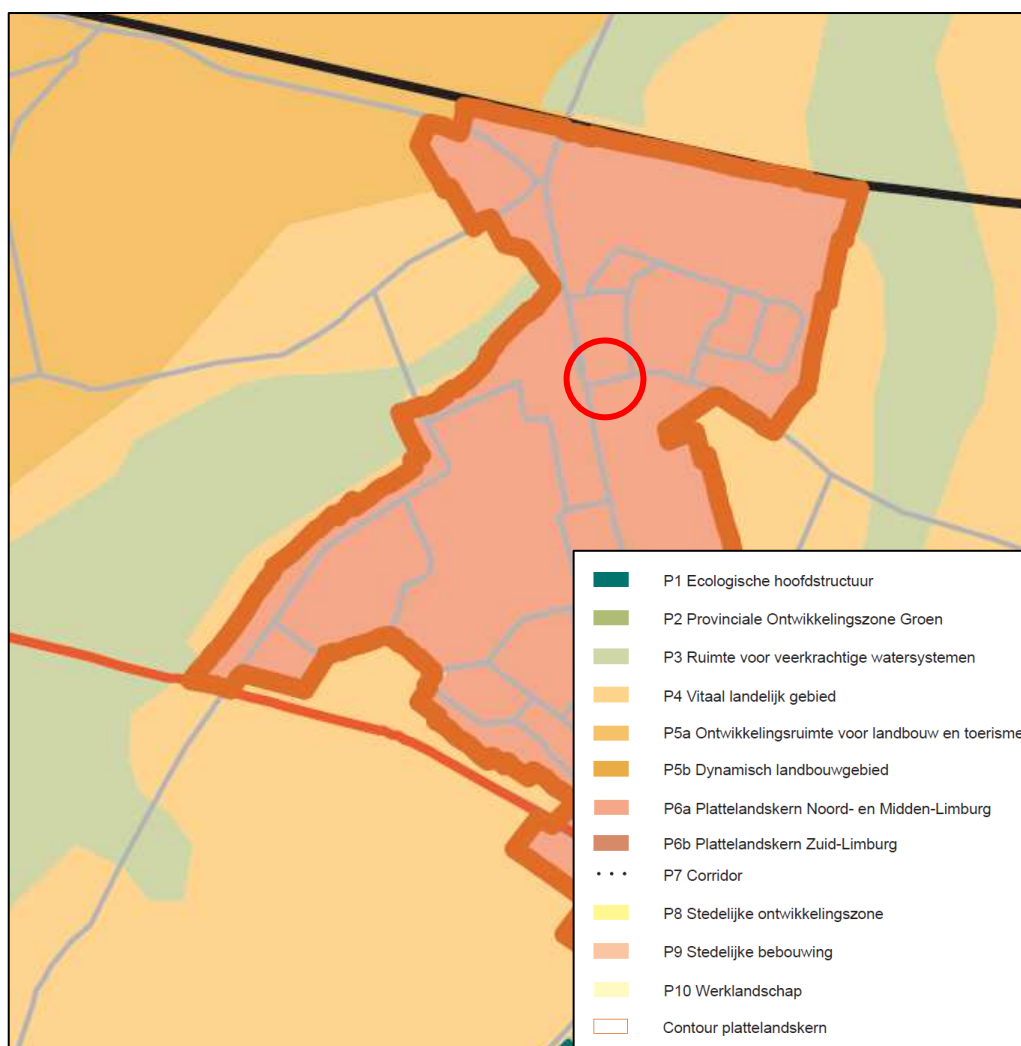 P1 Ecologische hoofdstructuur
P2 Provinciale Ontwikkelingszone Groen
P3 Ruimte voor veerkrachtige watersystemen
P4 Vitaal landelijk gebied
P5a Ontwikkelingsruimte voor landbouw en toerisme
P5b Dynamisch landbouwgebied
P6a Plattelandskern Noord- en Midden-Limburg
P6b Plattelandskern Zuid-Limburg
P7 Corridor
P8 Stedelijke ontwikkelingszone
P9 Stedelijke bebouwing
P10 Werklandschap
Contour plattelandskern